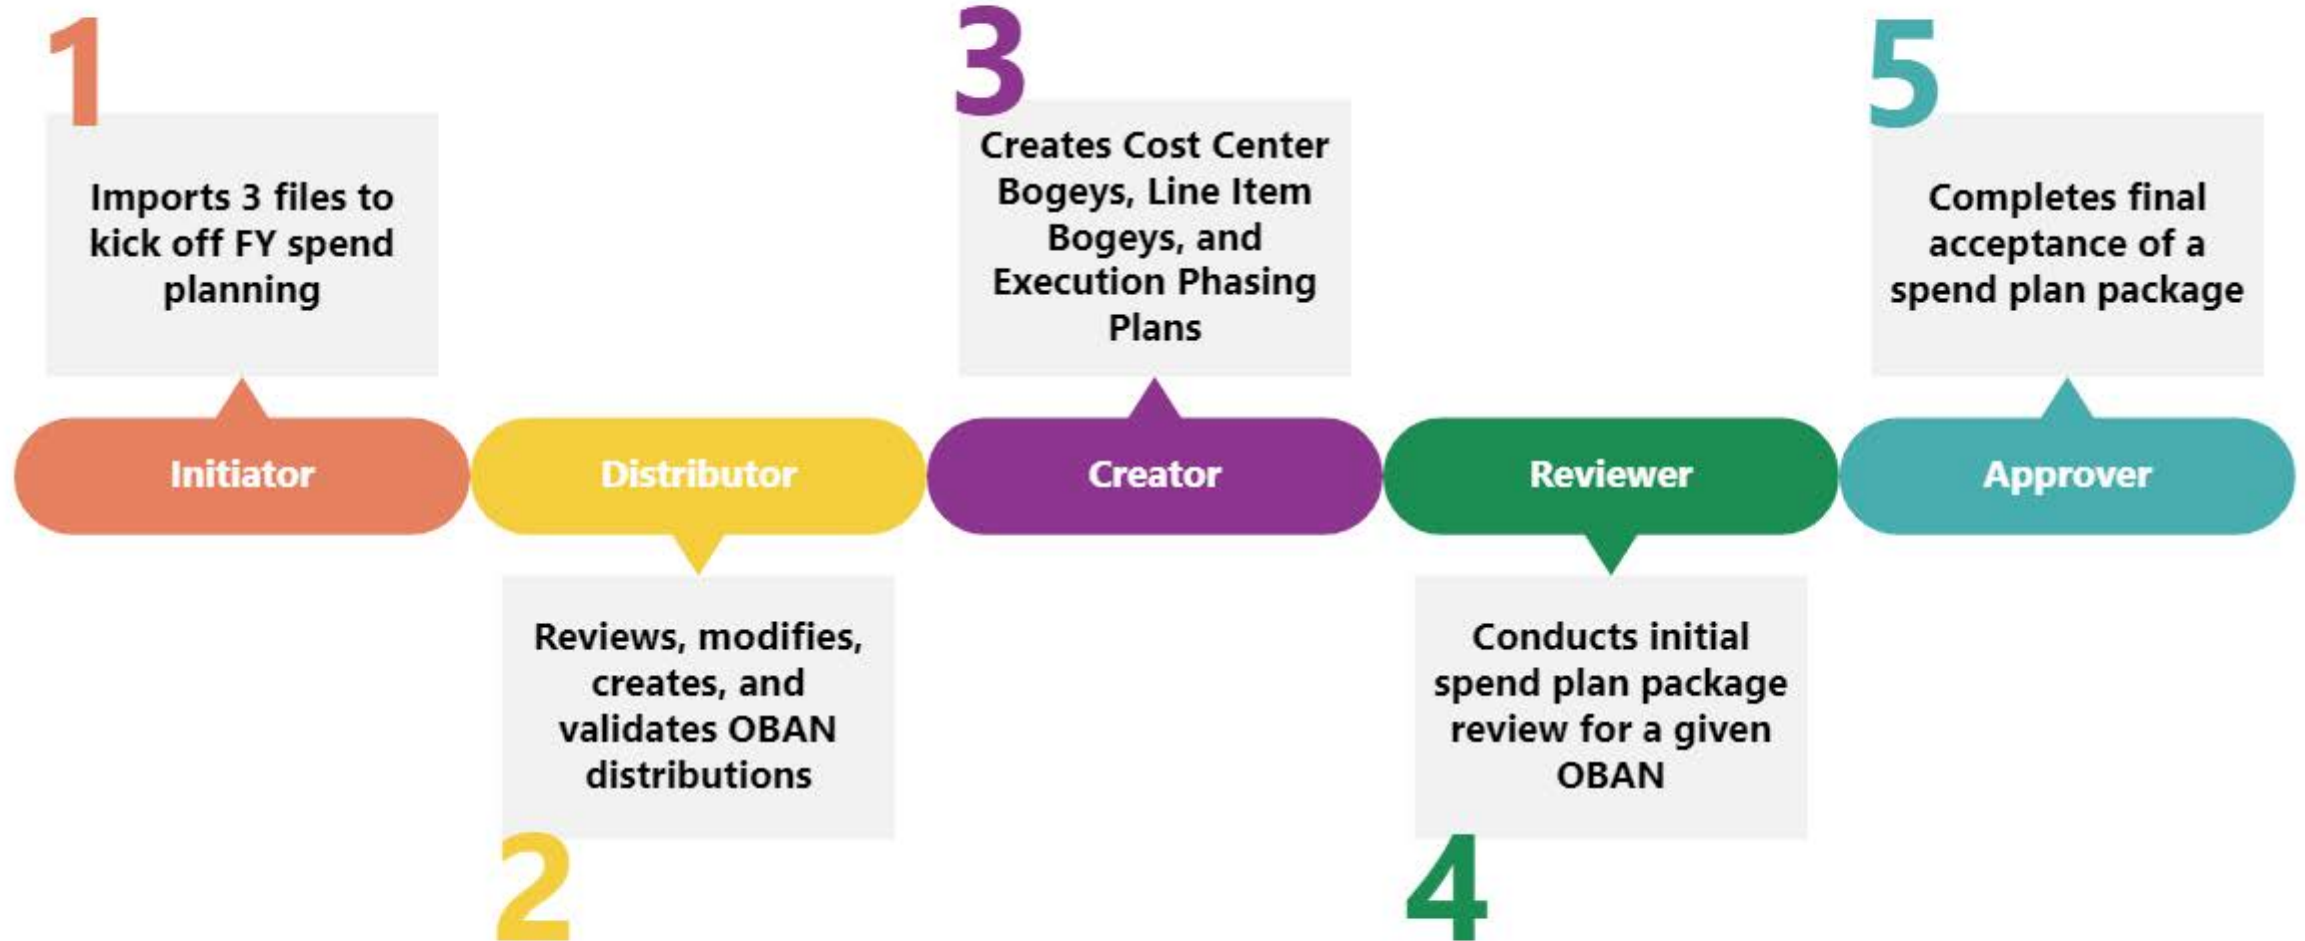 1
Imports 3 files to
kick off FY spend
planning
Initiator
Distributor
Reviews, modifies,
creates, and
validates OBAN
distributions
2
3
Creates Cost Center
Bogeys, Line Item
Bogeys, and
Execution Phasing
Plans
Creator
Reviewer
Conducts initial
spend plan package
review for a given
OBAN
4
5
Completes final
acceptance of a
spend plan package
Approver